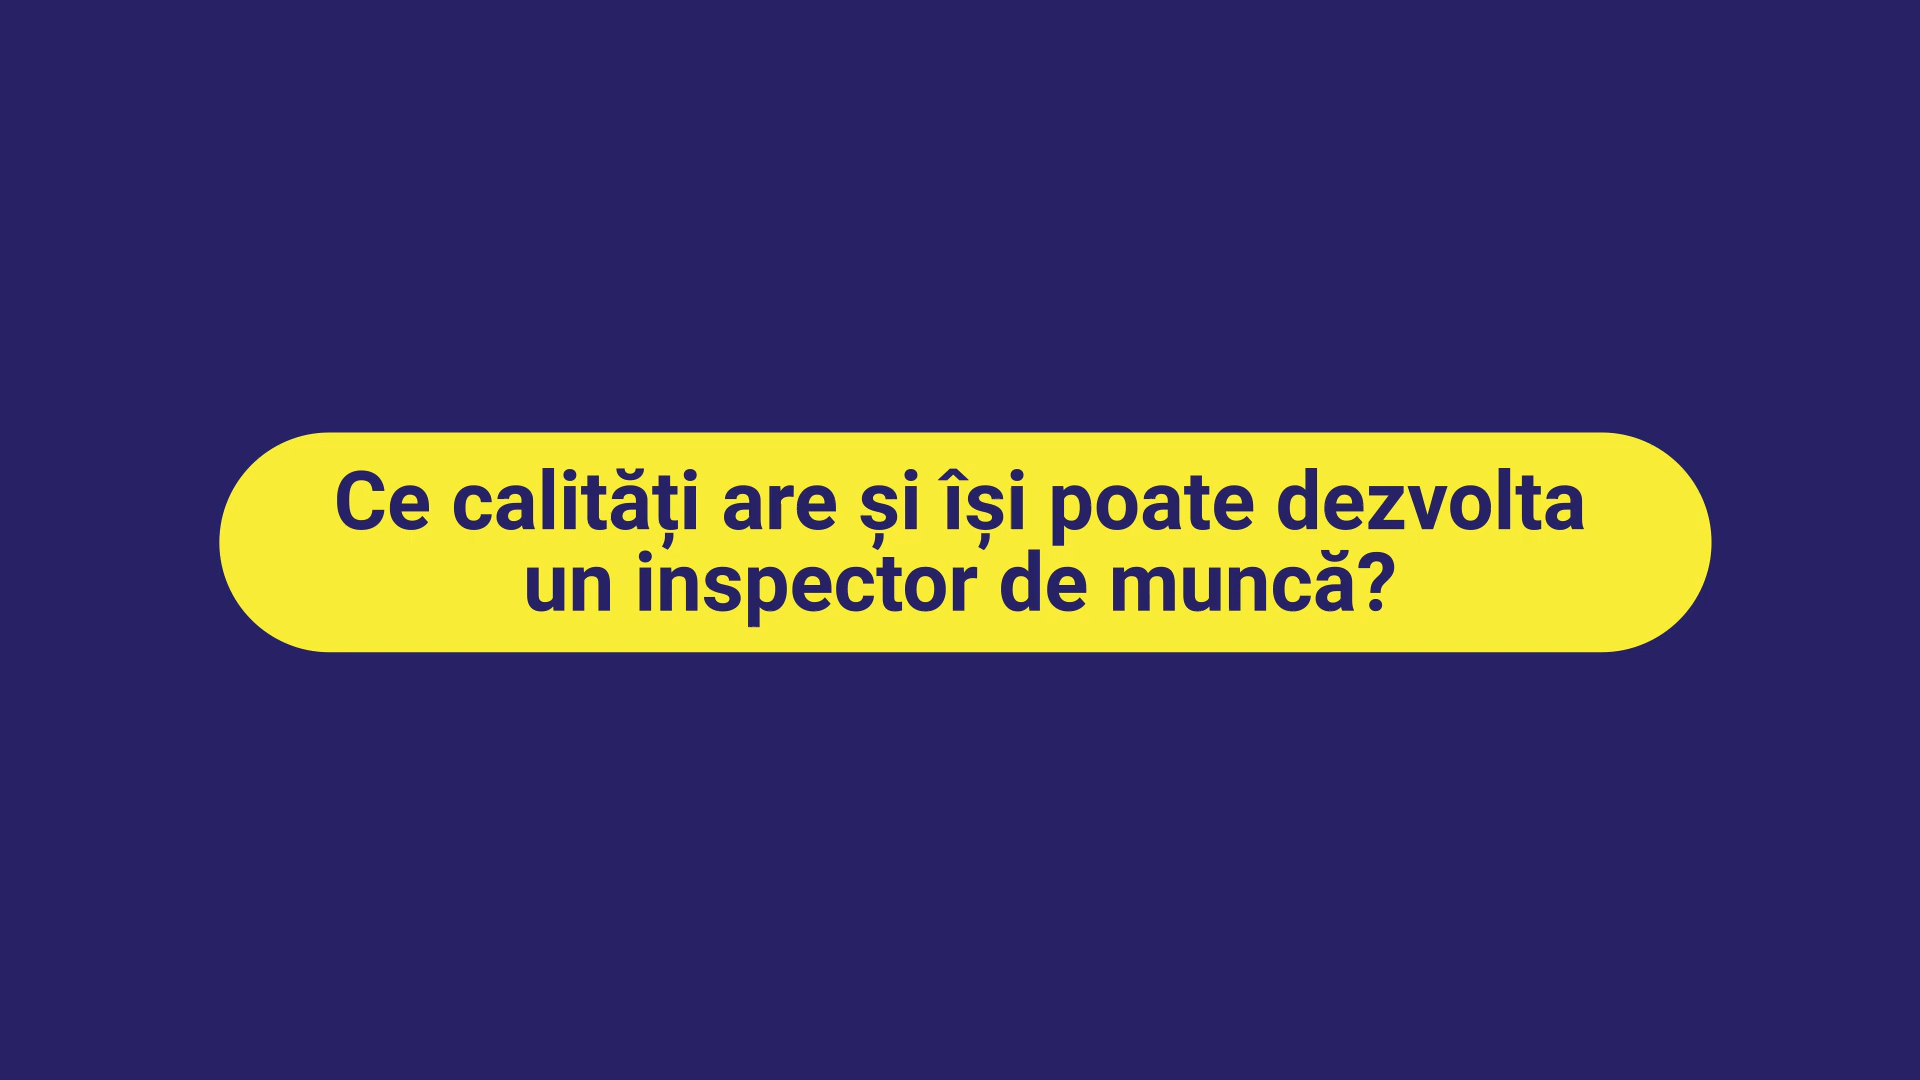 Ce calități are și își poate dezvolta
un inspector de muncă?